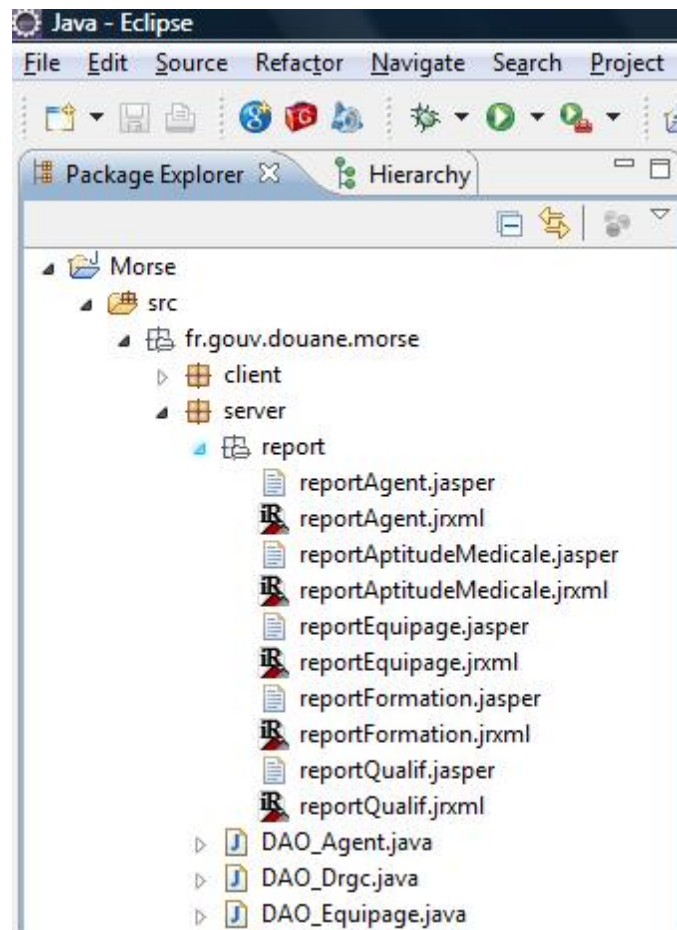 Java - Eclipse
File Edit Source Refactor Navigate Search Project
Package Explorer Hierarchy
Morse
src
fr.gouv.douane.morse
client
server
report
reportAgent.jasper
reportAgent.jrxml
reportAptitudeMedicale.jasper
reportAptitudeMedicale.jrxml
reportEquipage.jasper
reportEquipage.jrxml
reportFormation.jasper
reportFormation.jrxml
reportQualif.jasper
reportQualif.jrxml
DAO_Agent.java
DAO_Drgc.java
DAO_Equipage.java